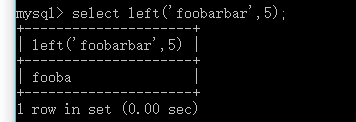 mysql> select left('foobarbar',5);
+---------------------+
| left('foobarbar',5) |
+---------------------+
| fooba               |
+---------------------+
1 row in set (0.00 sec)